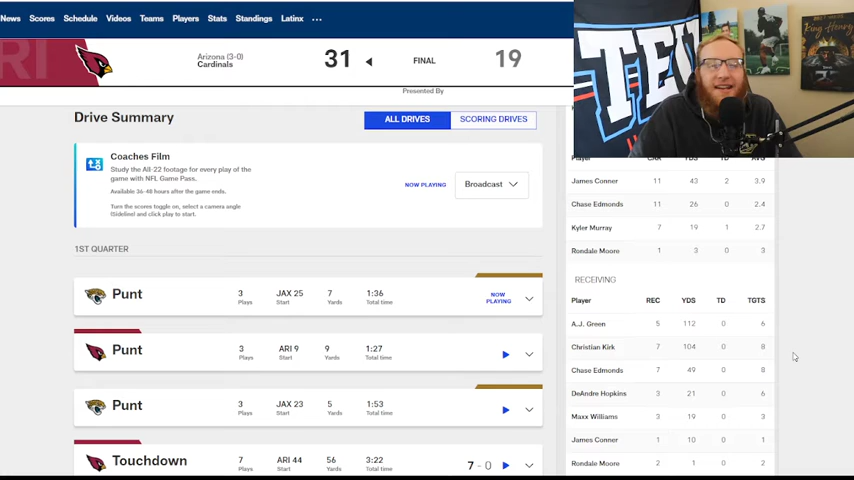 News Scores Schedule Videos Teams Players Stats Standings Latinx ...
ARI
Arizona (3-0)
Cardinals
31
FINAL
19
Presented By
Drive Summary
ALL DRIVES
SCORING DRIVES
Coaches Film
Study the All-22 footage for every play of the
game with NFL Game Pass.
Available 36-48 hours after the game ends.
Turn the scores toggle on, select a camera angle
(Sideline) and click play to start.
NOW PLAYING
Broadcast
1ST QUARTER
Punt
3 JAX 25 7 1:36
Plays Start Yards Total time
NOW
PLAYING
Punt
3 ARI 9 9 1:27
Plays Start Yards Total time
Punt
3 JAX 23 5 1:53
Plays Start Yards Total time
Touchdown
7 ARI 44 56 3:22
Plays Start Yards Total time
7 - 0
TEN
King Henry
Player CAR YDS TD AVG
James Conner 11 43 2 3.9
Chase Edmonds 11 26 0 2.4
Kyler Murray 7 19 1 2.7
Rondale Moore 1 3 0 3
RECEIVING
Player REC YDS TD TGTS
A.J. Green 5 112 0 6
Christian Kirk 7 104 0 8
Chase Edmonds 7 49 0 8
DeAndre Hopkins 3 21 0 6
Maxx Williams 3 19 0 3
James Conner 1 10 0 1
Rondale Moore 2 1 0 2